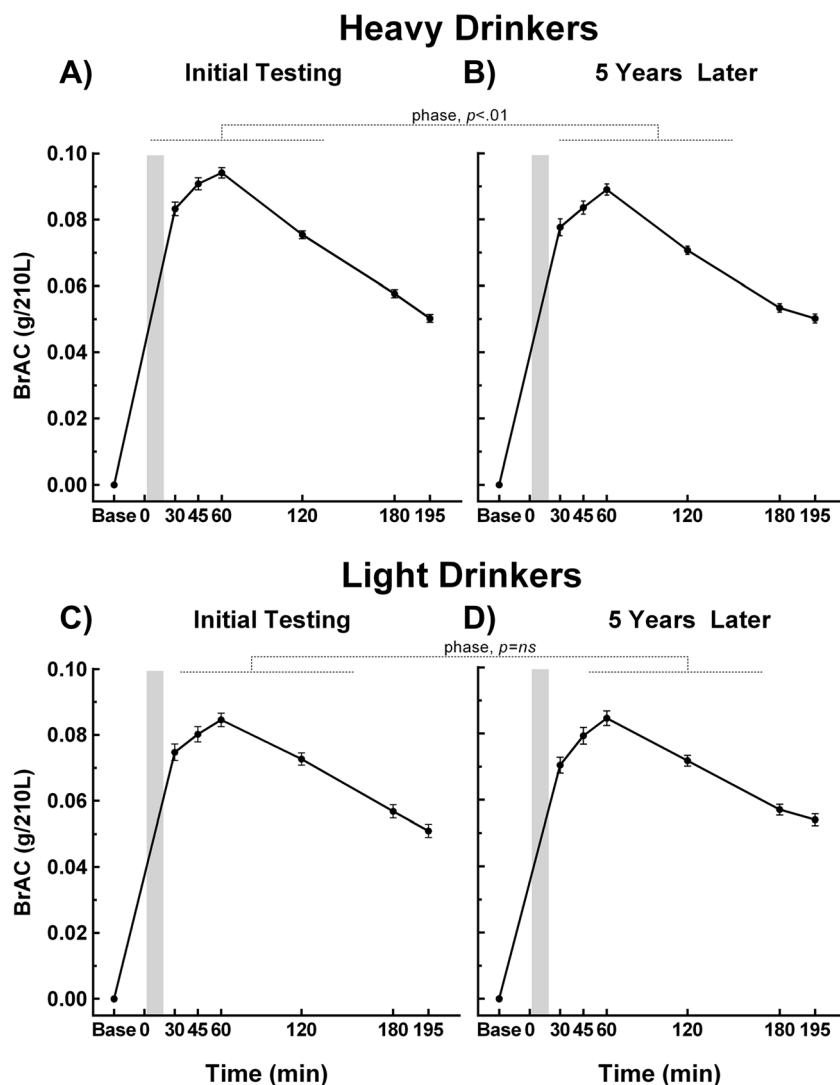 Heavy Drinkers
A) Initial Testing B) 5 Years Later
phase, p<.01
0.10
0.08
0.06
0.04
0.02
0.00
BrAC (g/210L)
Base 0 30 45 60 120 180 195 Base 0 30 45 60 120 180 195
Light Drinkers
C) Initial Testing D) 5 Years Later
phase, p=ns
0.10
0.08
0.06
0.04
0.02
0.00
BrAC (g/210L)
Base 0 30 45 60 120 180 195 Base 0 30 45 60 120 180 195
Time (min) Time (min)